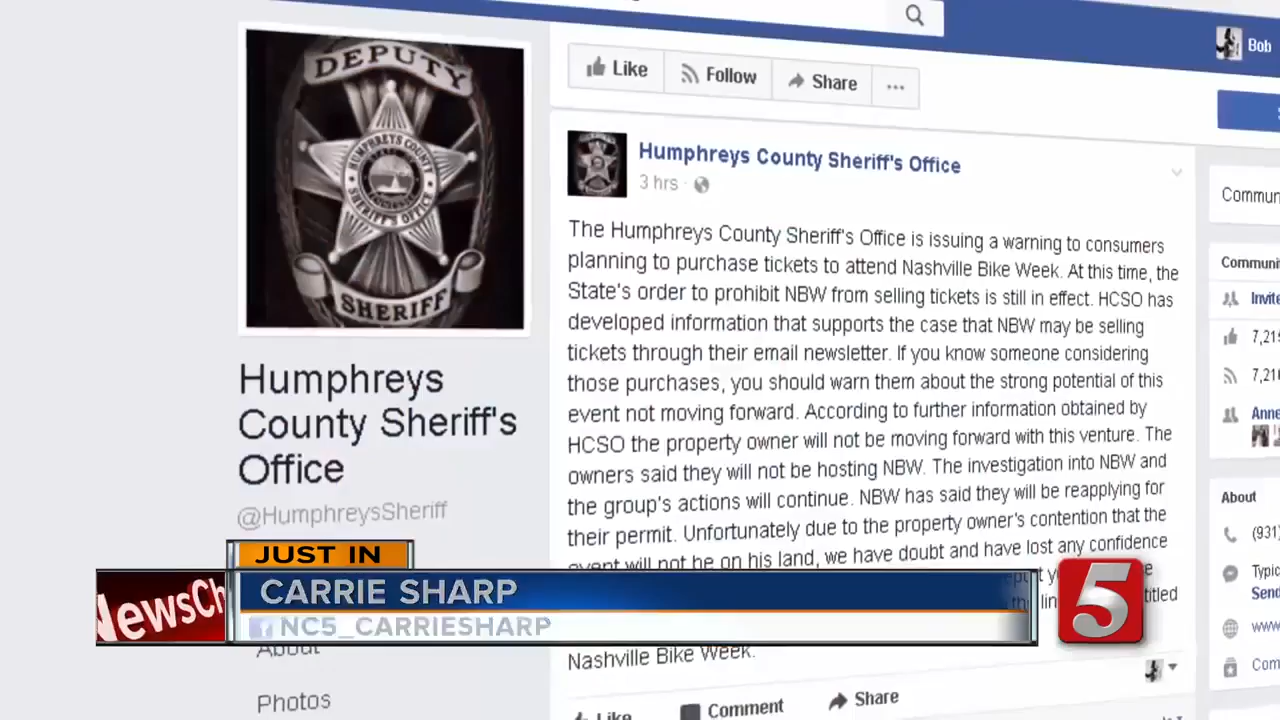 DEPUTY
HUMPHREYS COUNTY
SHERIFF'S OFFICE
SHERIFF
Humphreys
County Sheriff's
Office
@HumphreysSheriff
About
Photos
Bob
Like
Follow
Share
...
Humphreys County Sheriff's Office
3 hrs ·
The Humphreys County Sheriff's Office is issuing a warning to consumers
planning to purchase tickets to attend Nashville Bike Week. At this time, the
State's order to prohibit NBW from selling tickets is still in effect. HCSO has
developed information that supports the case that NBW may be selling
tickets through their email newsletter. If you know someone considering
those purchases, you should warn them about the strong potential of this
event not moving forward. According to further information obtained by
HCSO the property owner will not be moving forward with this venture. The
owners said they will not be hosting NBW. The investigation into NBW and
the group's actions will continue. NBW has said they will be reapplying for
their permit. Unfortunately due to the property owner's contention that the
event will not be on his land, we have doubt and have lost any confidence
Nashville Bike Week.
Like
Comment
Share
Commun
Communi
Invite
7,21
7,21
Anne
About
(931)
Typic
Send
www
Com
JUST IN
CARRIE SHARP
NC5_CARRIESHARP
NewsCh
5